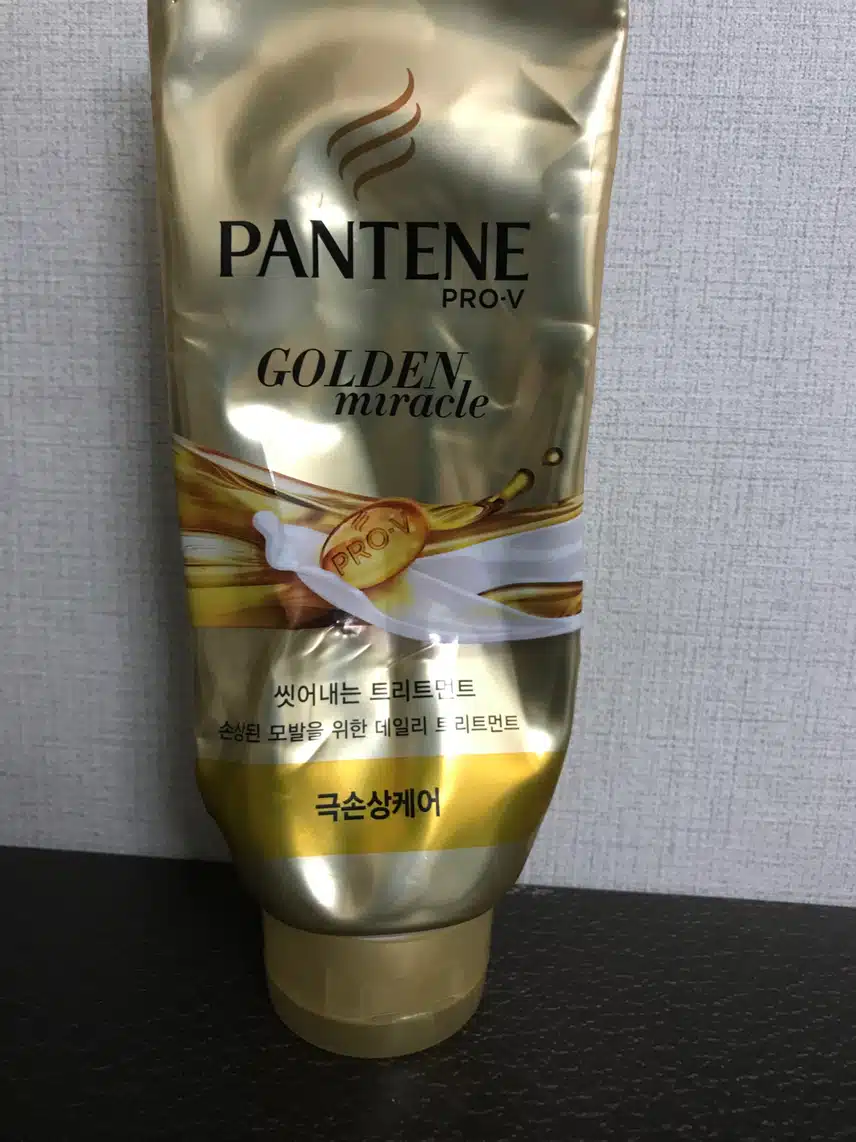 PANTENE
PRO-V
GOLDEN
miracle
PRO-V
씻어내는 트리트먼트
손상된 모발을 위한 데일리 트리트먼트
극손상케어